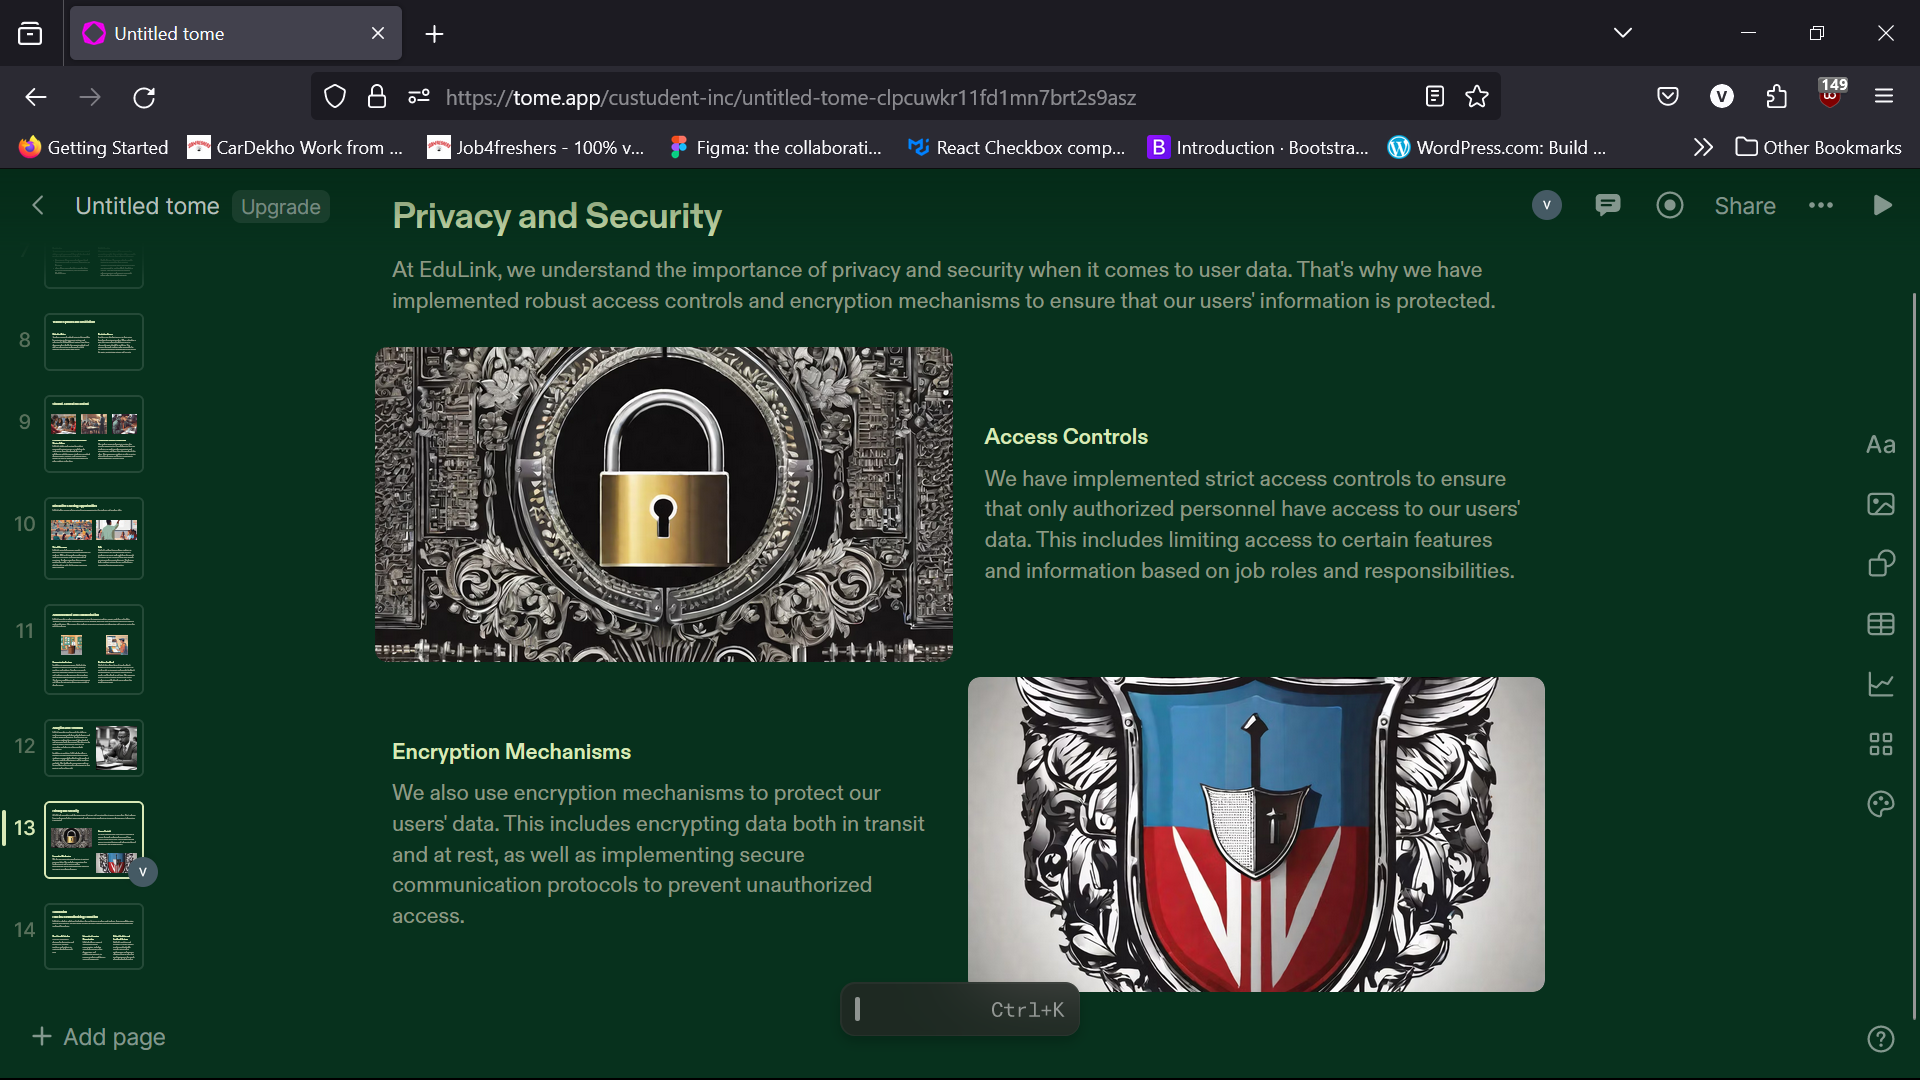 Untitled tome
https://tome.app/custudent-inc/untitled-tome-clpcuwkr11fd1mn7brt2s9asz
V
149
Getting Started
CarDekho Work from ...
Job4freshers - 100% v...
Figma: the collaborati...
React Checkbox comp...
B
Introduction · Bootstra...
WordPress.com: Build ...
Other Bookmarks
Untitled tome
Upgrade
V
Share
Privacy and Security
At EduLink, we understand the importance of privacy and security when it comes to user data. That's why we have
implemented robust access controls and encryption mechanisms to ensure that our users' information is protected.
8
9
10
11
12
13
V
14
Access Controls
We have implemented strict access controls to ensure
that only authorized personnel have access to our users'
data. This includes limiting access to certain features
and information based on job roles and responsibilities.
Encryption Mechanisms
We also use encryption mechanisms to protect our
users' data. This includes encrypting data both in transit
and at rest, as well as implementing secure
communication protocols to prevent unauthorized
access.
Aa
Ctrl+K
+ Add page
?